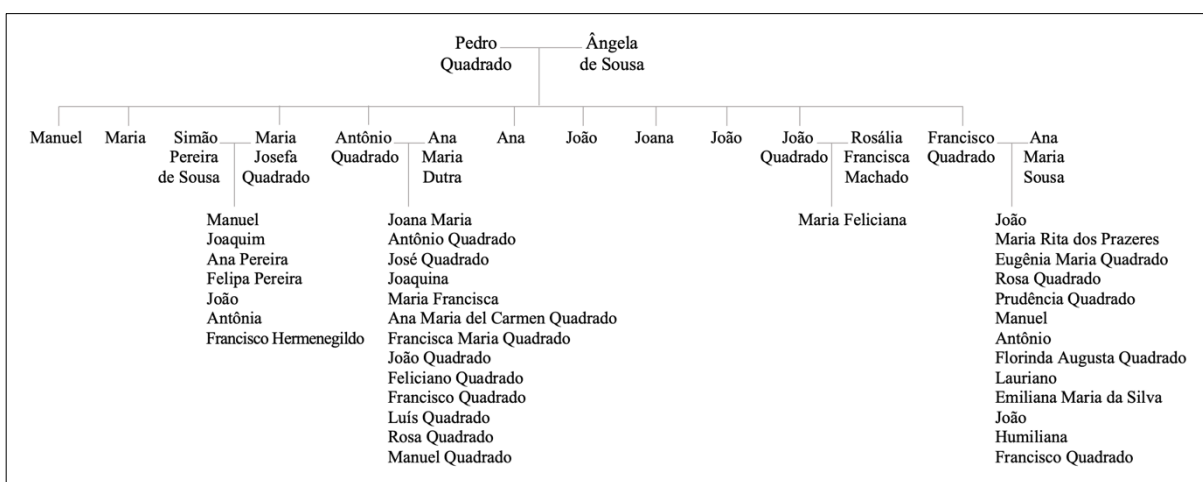 Pedro Quadrado
Ângela de Sousa
Manuel
Maria
Simão Pereira de Sousa
Maria Josefa Quadrado
Antônio Quadrado
Ana Maria Dutra
Ana
João
Joana
João
João Quadrado
Rosália Francisca Machado
Francisco Quadrado
Ana Maria Sousa
Manuel
Joaquim
Ana Pereira
Felipa Pereira
João
Antônia
Francisco Hermenegildo
Joana Maria
Antônio Quadrado
José Quadrado
Joaquina
Maria Francisca
Ana Maria del Carmen Quadrado
Francisca Maria Quadrado
João Quadrado
Feliciano Quadrado
Francisco Quadrado
Luís Quadrado
Rosa Quadrado
Manuel Quadrado
Maria Feliciana
João
Maria Rita dos Prazeres
Eugênia Maria Quadrado
Rosa Quadrado
Prudência Quadrado
Manuel
Antônio
Florinda Augusta Quadrado
Lauriano
Emiliana Maria da Silva
João
Humiliana
Francisco Quadrado